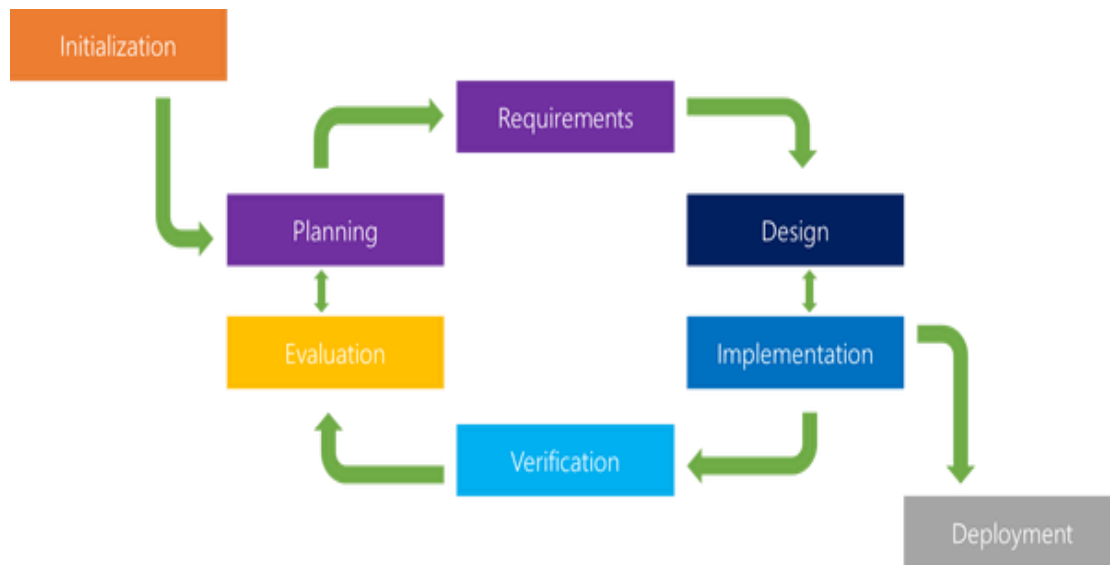 Initialization
Requirements
Planning
Design
Evaluation
Implementation
Verification
Deployment